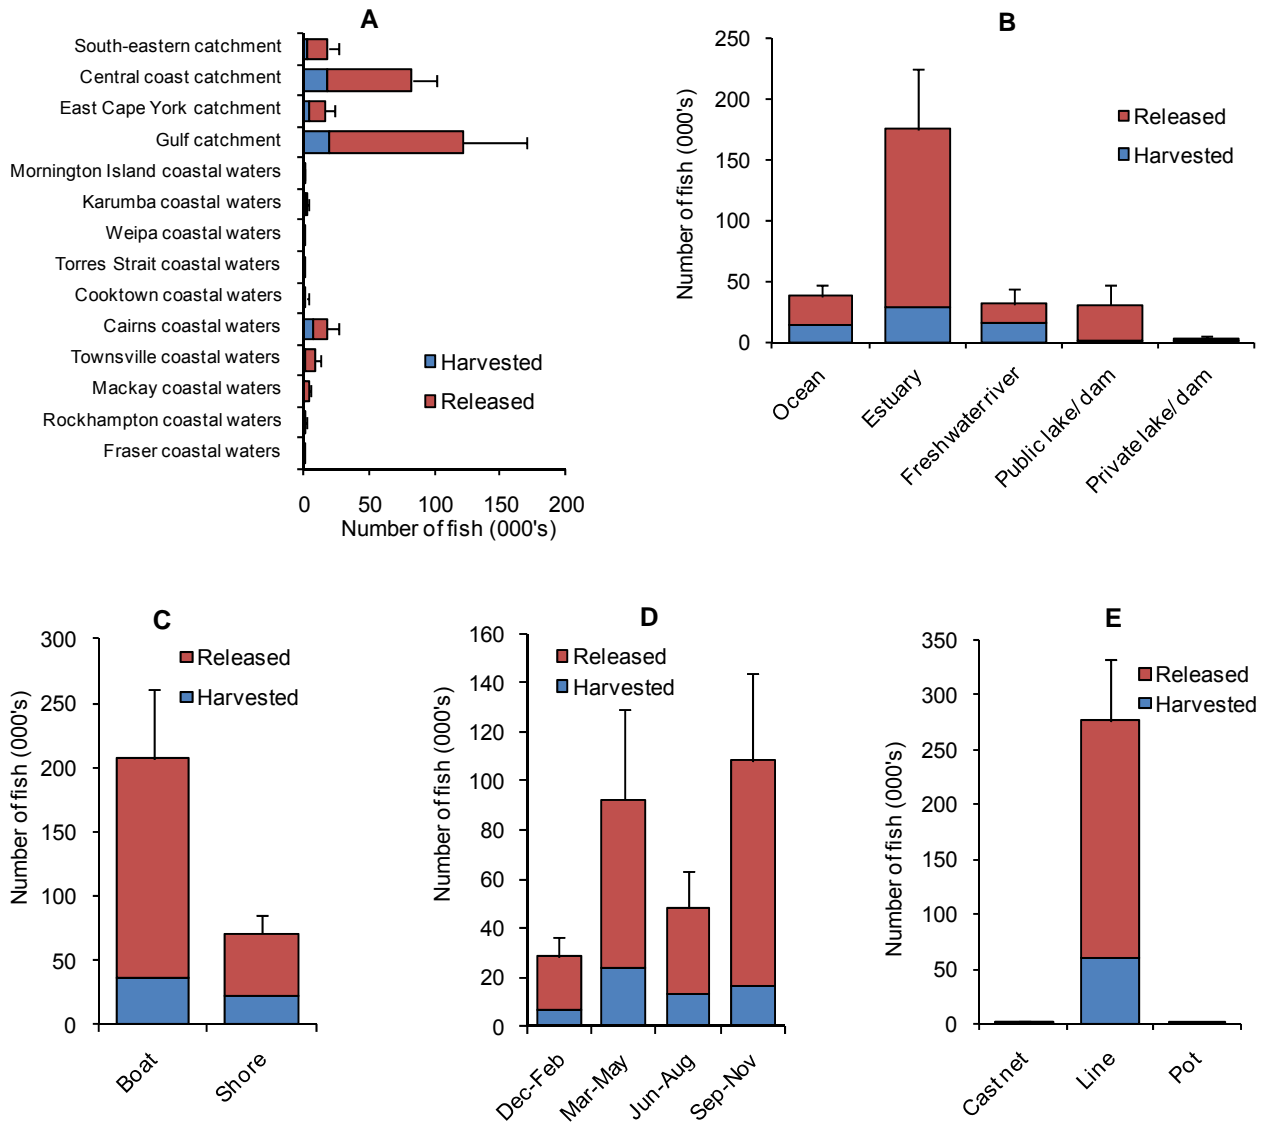 A
South-eastern catchment
Central coast catchment
East Cape York catchment
Gulf catchment
Mornington Island coastal waters
Karumba coastal waters
Weipa coastal waters
Torres Strait coastal waters
Cooktown coastal waters
Cairns coastal waters
Townsville coastal waters
Mackay coastal waters
Rockhampton coastal waters
Fraser coastal waters
Harvested
Released
0 50 100 150 200
Number of fish (000's)
B
Number of fish (000's)
250
200
150
100
50
0
Released
Harvested
Ocean
Estuary
Freshwater river
Public lake/ dam
Private lake/ dam
C
Number of fish (000's)
300
250
200
150
100
50
0
Released
Harvested
Boat
Shore
D
Number of fish (000's)
160
140
120
100
80
60
40
20
0
Released
Harvested
Dec-Feb
Mar-May
Jun-Aug
Sep-Nov
E
Number of fish (000's)
350
300
250
200
150
100
50
0
Released
Harvested
Cast net
Line
Pot